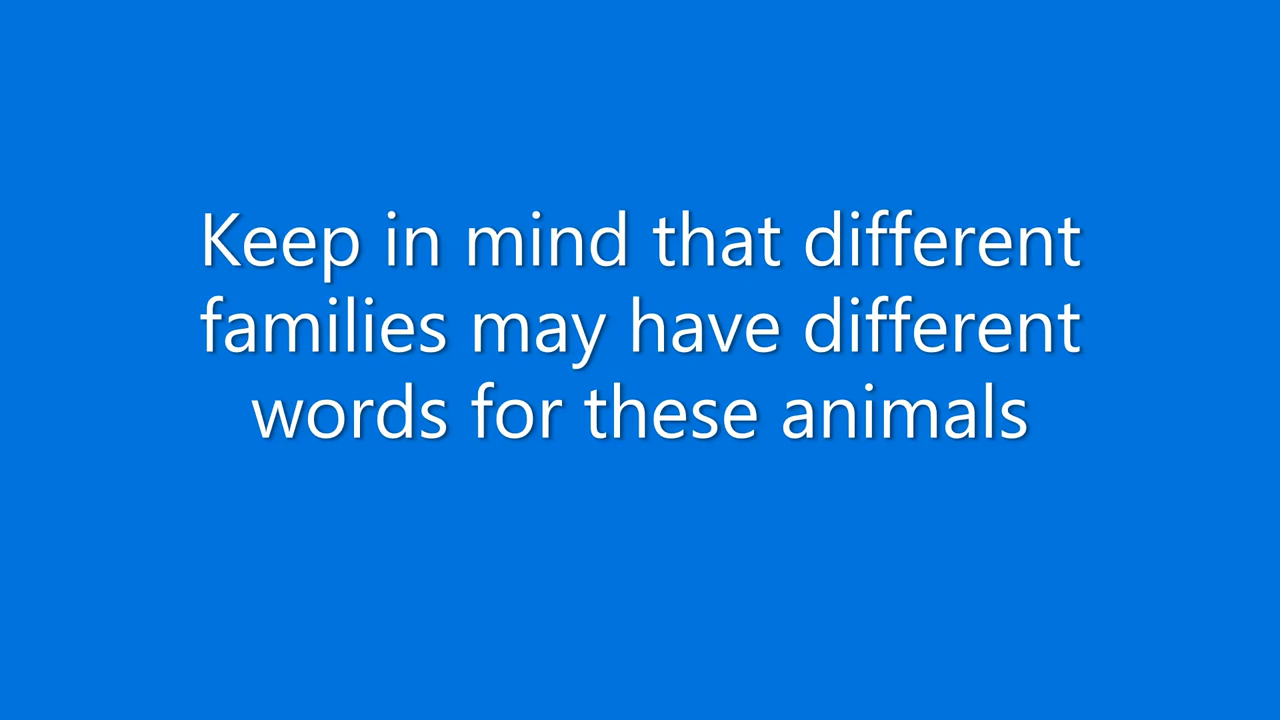 Keep in mind that different
families may have different
words for these animals